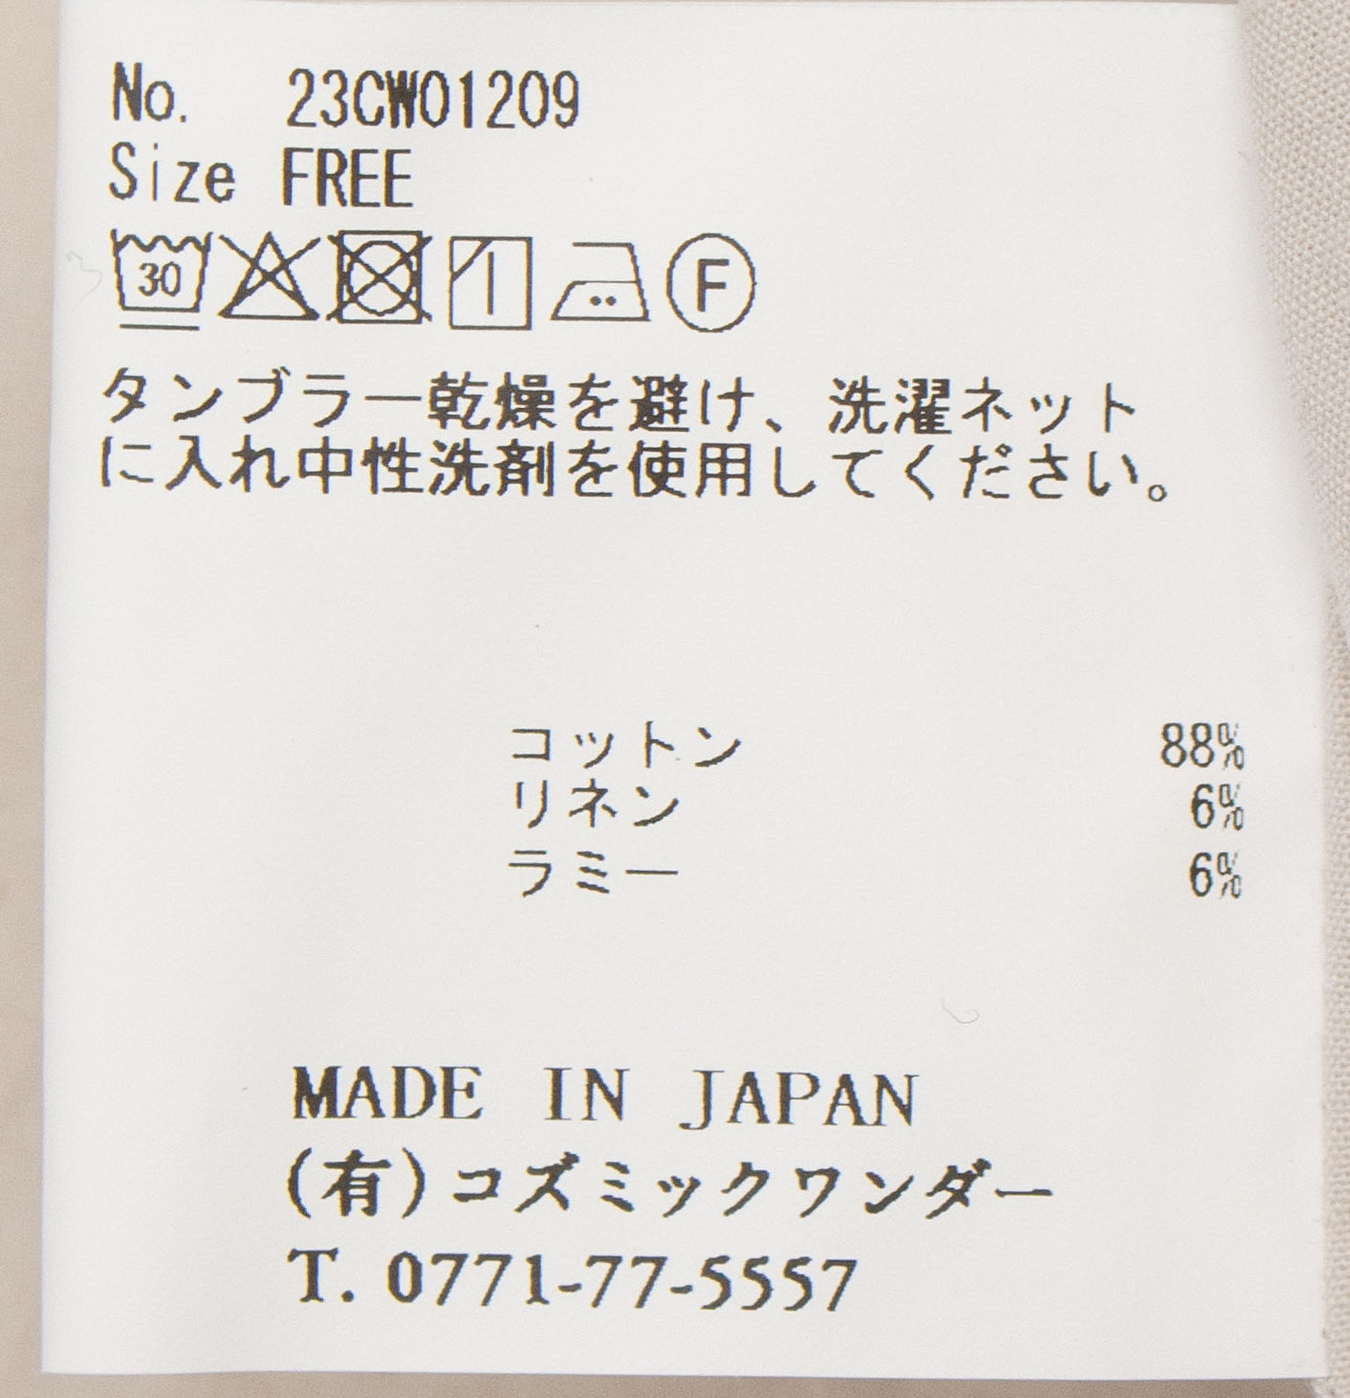 No. 23CW01209
Size FREE
30 F
タンブラー乾燥を避け、洗濯ネット
に入れ中性洗剤を使用してください。
コットン 88%
リネン 6%
ラミー 6%
MADE IN JAPAN
(有)コズミックワンダー
T. 0771-77-5557